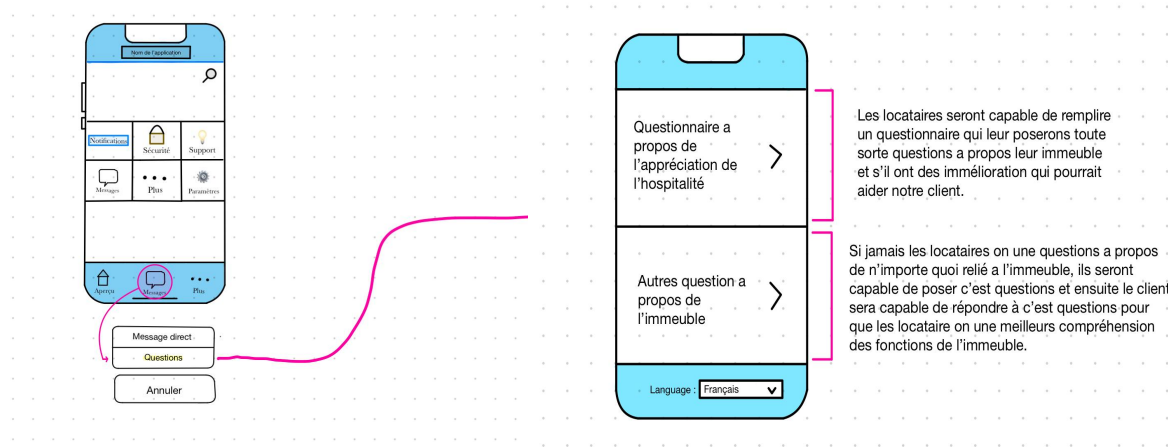 Nom de l'application
Notifications
Sécurité
Support
Messages
Plus
Paramètres
Aperçu
Messages
Plus
Message direct
Questions
Annuler
Questionnaire a
propos de
l'appréciation de
l'hospitalité
Autres question a
propos de
l'immeuble
Language : Français
Les locataires seront capable de remplire
un questionnaire qui leur poserons toute
sorte questions a propos leur immeuble
et s'il ont des immélioration qui pourrait
aider notre client.
Si jamais les locataires on une questions a propos
de n'importe quoi relié a l'immeuble, ils seront
capable de poser c'est questions et ensuite le client
sera capable de répondre à c'est questions pour
que les locataire on une meilleurs compréhension
des fonctions de l'immeuble.